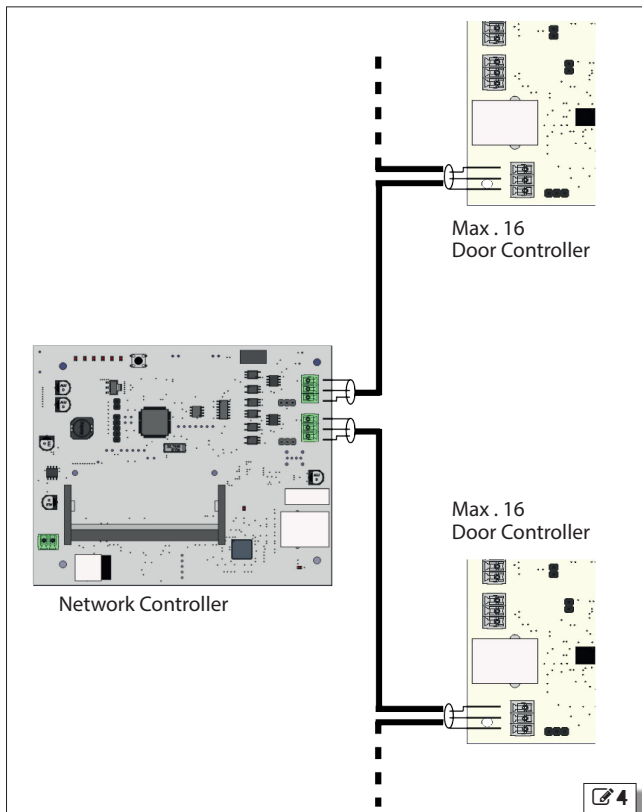 Max . 16
Door Controller
Max . 16
Door Controller
Network Controller
4